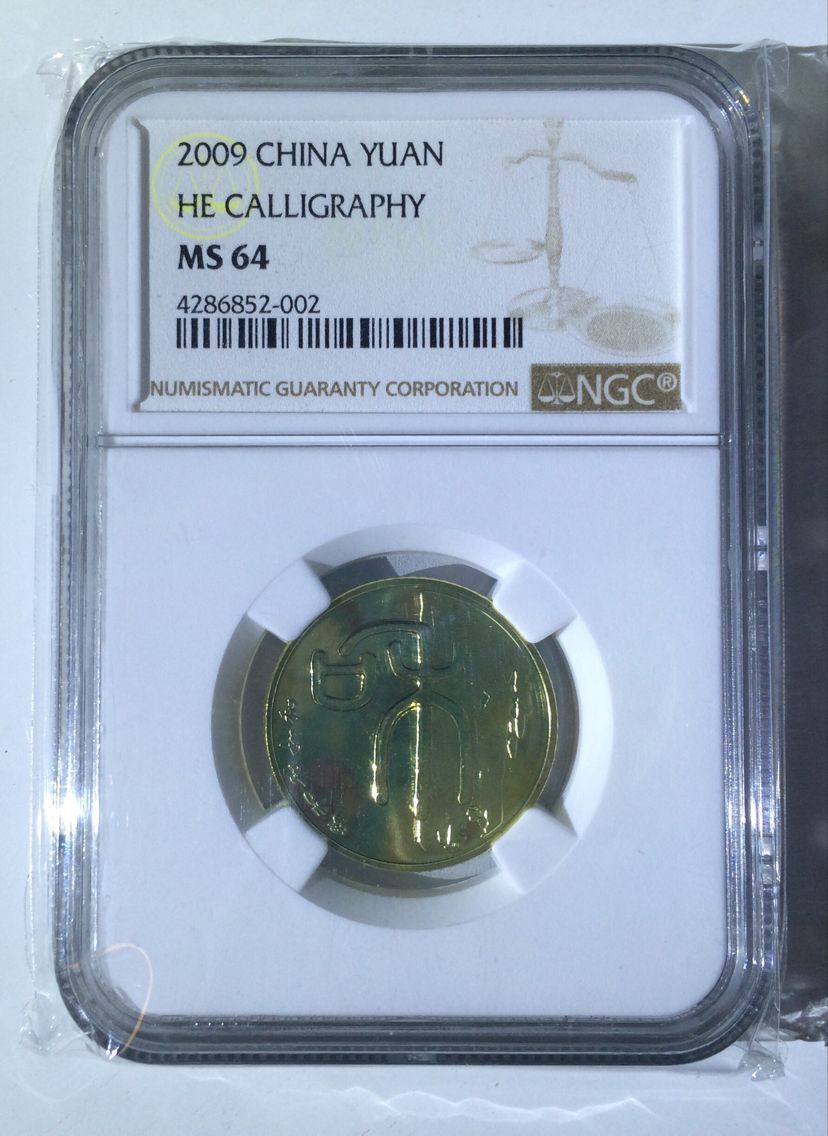 2009 CHINA YUAN
HE CALLIGRAPHY
MS 64
4286852-002
NUMISMATIC GUARANTY CORPORATION
NGC®